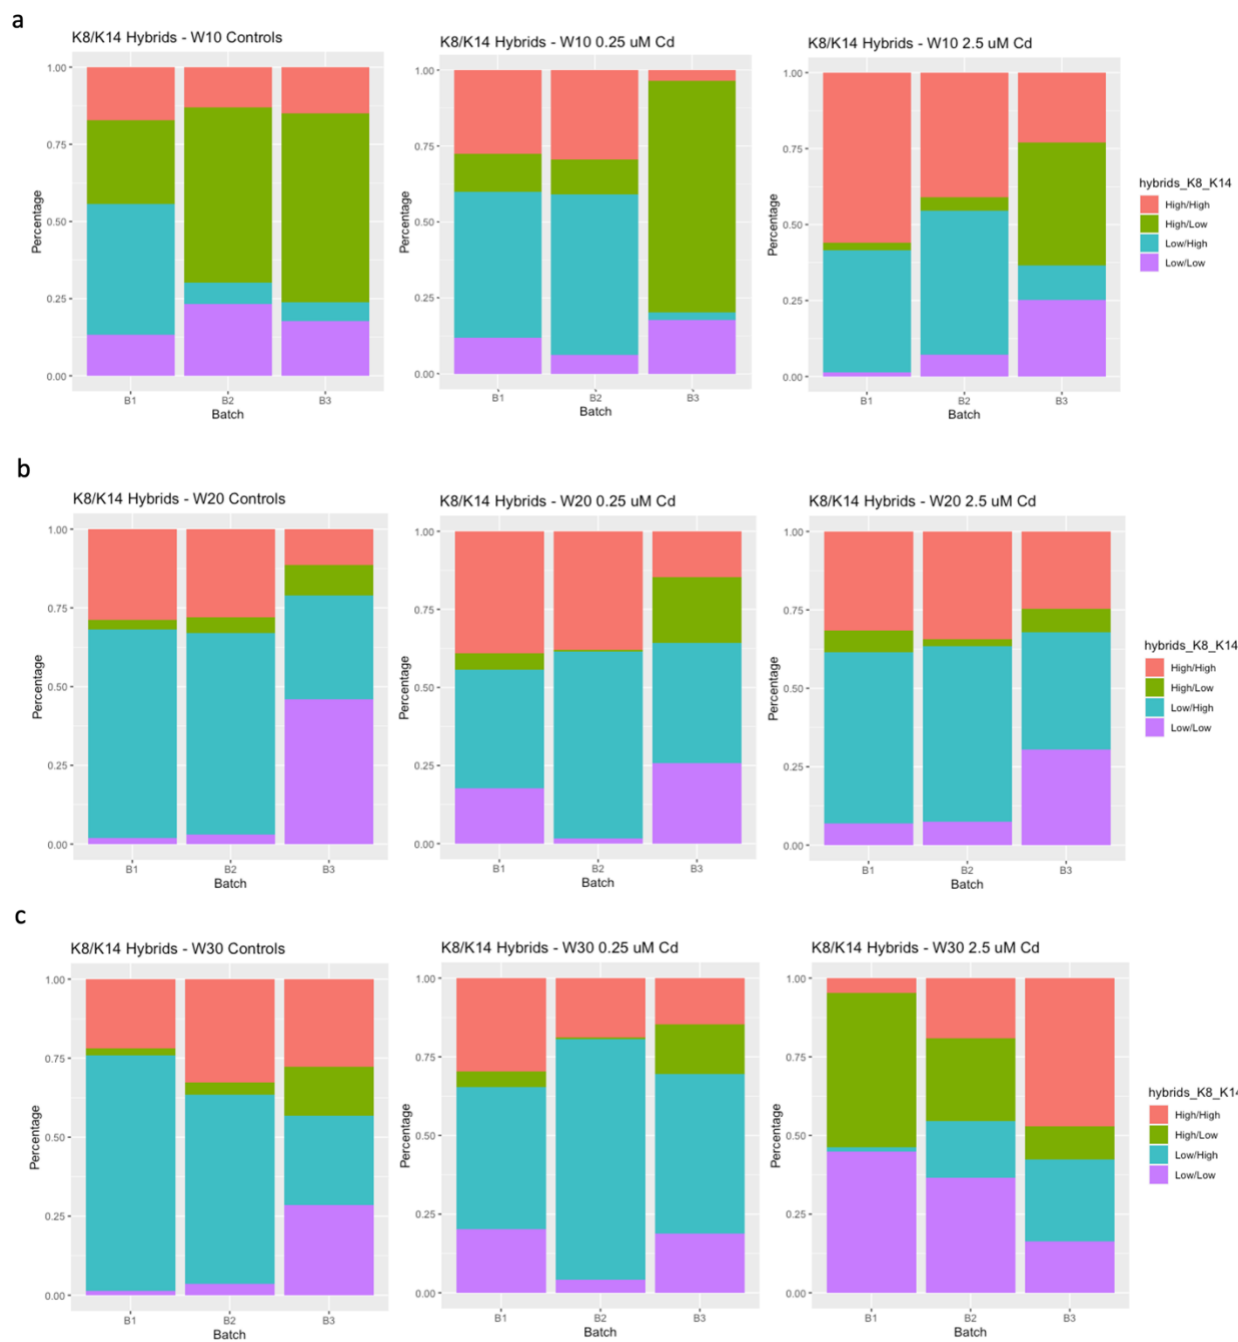 a
K8/K14 Hybrids - W10 Controls
1.00
0.75
0.50
0.25
0.00
Percentage
B1 B2 B3
Batch
K8/K14 Hybrids - W10 0.25 uM Cd
1.00
0.75
0.50
0.25
0.00
Percentage
B1 B2 B3
Batch
K8/K14 Hybrids - W10 2.5 uM Cd
1.00
0.75
0.50
0.25
0.00
Percentage
B1 B2 B3
Batch
hybrids_K8_K14
High/High
High/Low
Low/High
Low/Low
b
K8/K14 Hybrids - W20 Controls
1.00
0.75
0.50
0.25
0.00
Percentage
B1 B2 B3
Batch
K8/K14 Hybrids - W20 0.25 uM Cd
1.00
0.75
0.50
0.25
0.00
Percentage
B1 B2 B3
Batch
K8/K14 Hybrids - W20 2.5 uM Cd
1.00
0.75
0.50
0.25
0.00
Percentage
B1 B2 B3
Batch
hybrids_K8_K14
High/High
High/Low
Low/High
Low/Low
c
K8/K14 Hybrids - W30 Controls
1.00
0.75
0.50
0.25
0.00
Percentage
B1 B2 B3
Batch
K8/K14 Hybrids - W30 0.25 uM Cd
1.00
0.75
0.50
0.25
0.00
Percentage
B1 B2 B3
Batch
K8/K14 Hybrids - W30 2.5 uM Cd
1.00
0.75
0.50
0.25
0.00
Percentage
B1 B2 B3
Batch
hybrids_K8_K14
High/High
High/Low
Low/High
Low/Low